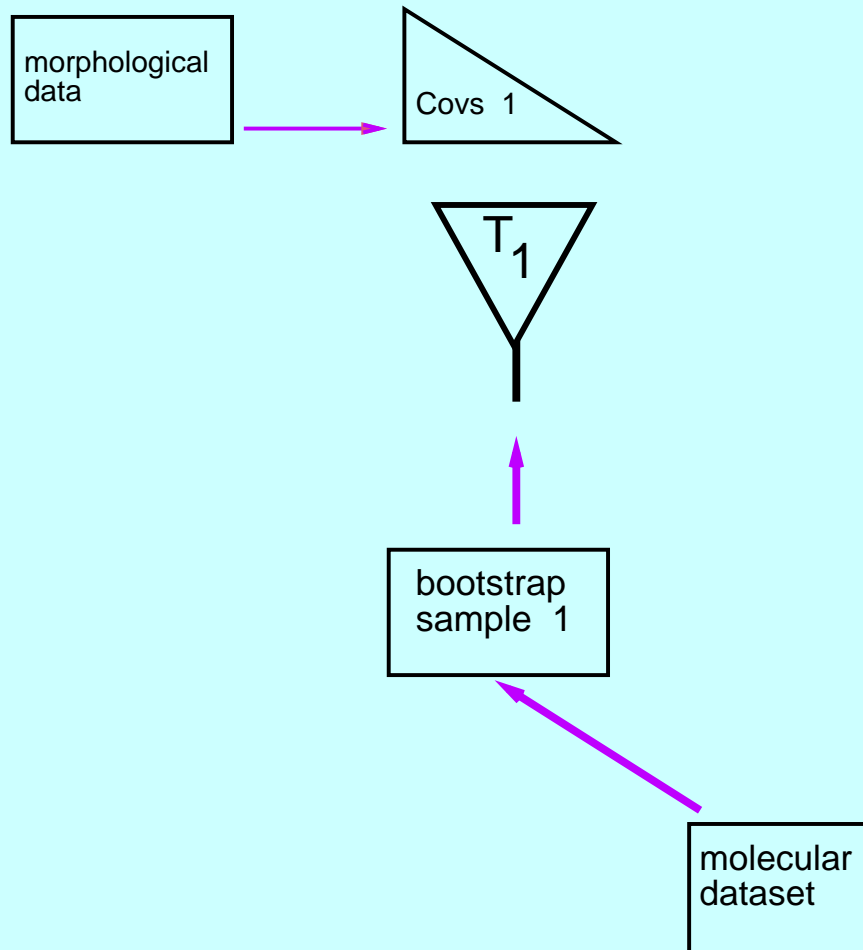 morphological
data
Covs 1
T1
bootstrap
sample 1
molecular
dataset